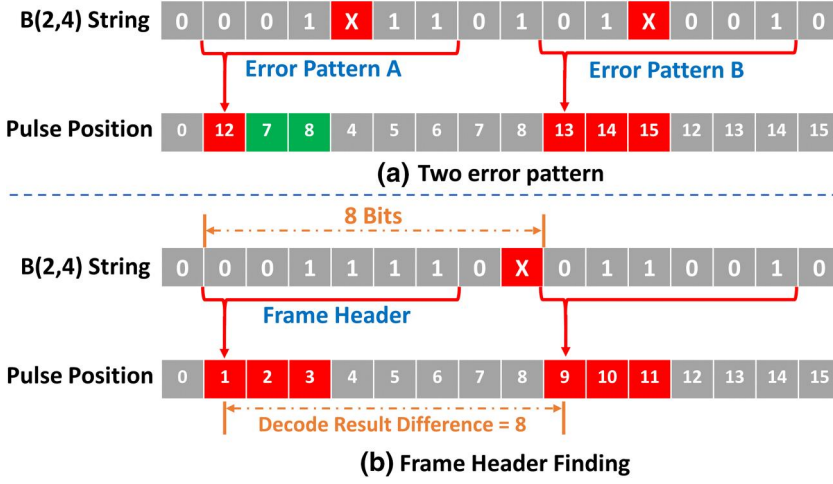 B(2,4) String 0 0 0 1 X 1 1 0 1 0 1 X 0 0 1 0
Error Pattern A Error Pattern B
Pulse Position 0 12 7 8 4 5 6 7 8 13 14 15 12 13 14 15
(a) Two error pattern
8 Bits
B(2,4) String 0 0 0 1 1 1 1 0 X 0 1 1 0 0 1 0
Frame Header
Pulse Position 0 1 2 3 4 5 6 7 8 9 10 11 12 13 14 15
Decode Result Difference = 8
(b) Frame Header Finding